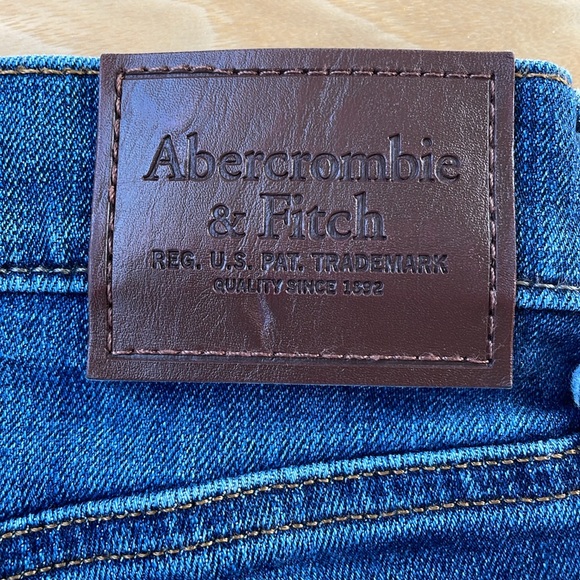 Abercrombie
& Fitch
REG. U.S. PAT. TRADEMARK
QUALITY SINCE 1892